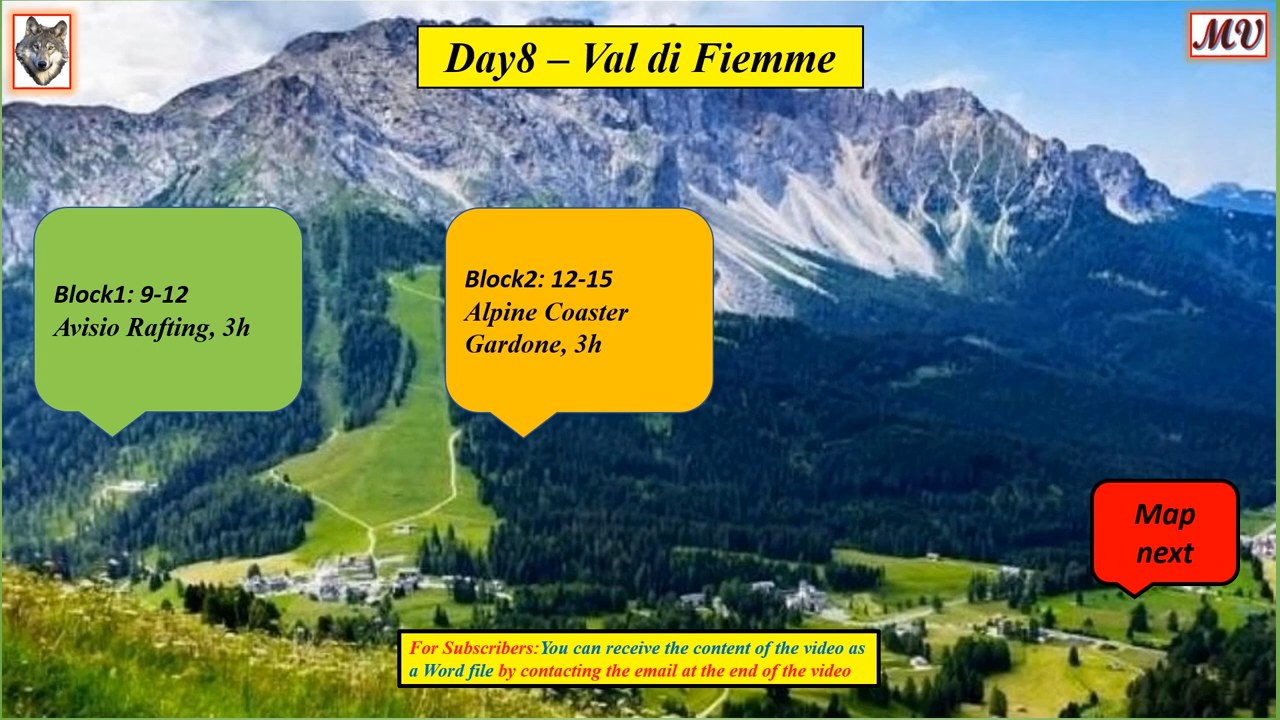 MV
Day8 – Val di Fiemme
Block1: 9-12
Avisio Rafting, 3h
Block2: 12-15
Alpine Coaster
Gardone, 3h
Map
next
For Subscribers:You can receive the content of the video as
a Word file by contacting the email at the end of the video